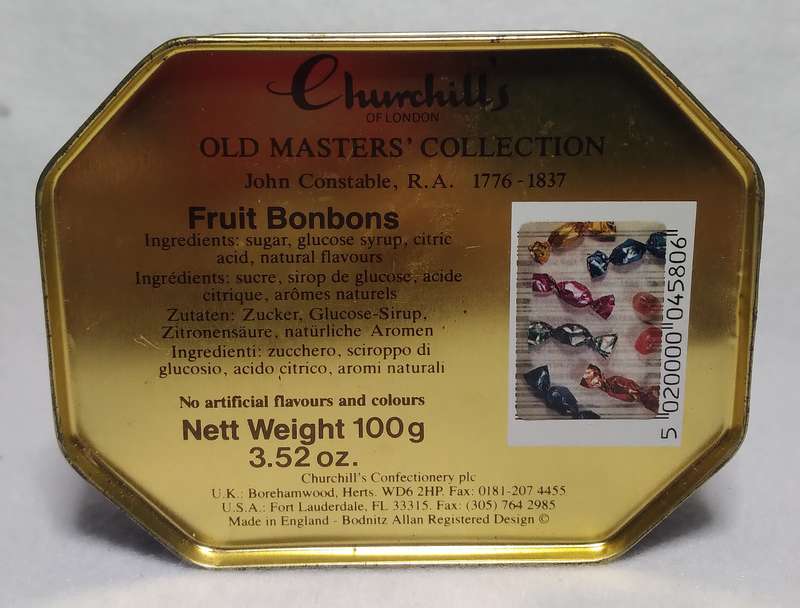 Churchill's
OF LONDON
OLD MASTERS' COLLECTION
John Constable, R.A. 1776 - 1837
Fruit Bonbons
Ingredients: sugar, glucose syrup, citric
acid, natural flavours
Ingrédients: sucre, sirop de glucose, acide
citrique, arômes naturels
Zutaten: Zucker, Glucose-Sirup,
Zitronensäure, natürliche Aromen
Ingredienti: zucchero, sciroppo di
glucosio, acido citrico, aromi naturali
No artificial flavours and colours
Nett Weight 100g
3.52 oz.
Churchill's Confectionery plc
U.K.: Borehamwood, Herts. WD6 2HP. Fax: 0181-207 4455
U.S.A.: Fort Lauderdale, FL 33315. Fax: (305) 764 2985
Made in England - Bodnitz Allan Registered Design ©
5 020000 045806